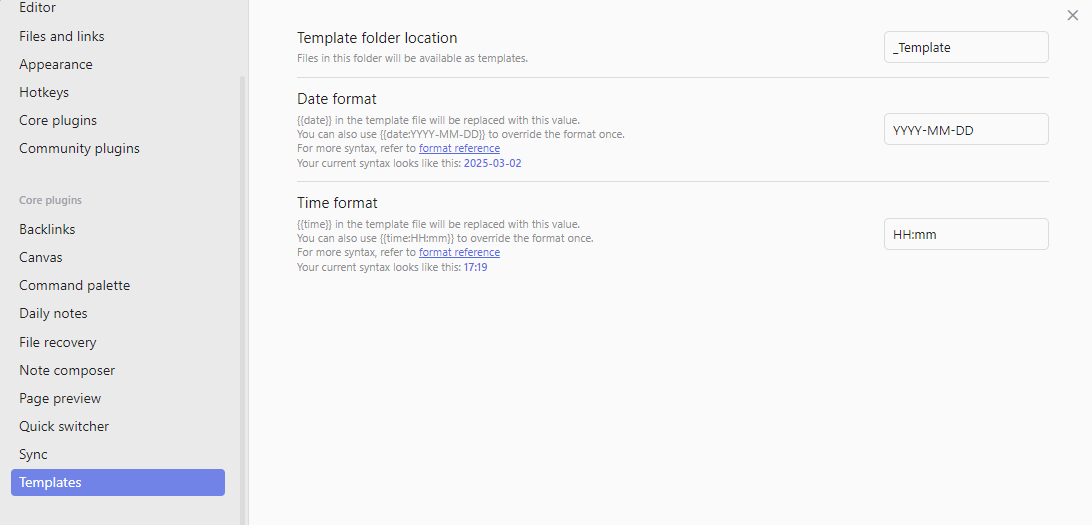 Editor
Files and links
Appearance
Hotkeys
Core plugins
Community plugins
Core plugins
Backlinks
Canvas
Command palette
Daily notes
File recovery
Note composer
Page preview
Quick switcher
Sync
Templates
Template folder location
Files in this folder will be available as templates.
_Template
Date format
{{date}} in the template file will be replaced with this value.
You can also use {{date:YYYY-MM-DD}} to override the format once.
For more syntax, refer to format reference
Your current syntax looks like this: 2025-03-02
YYYY-MM-DD
Time format
{{time}} in the template file will be replaced with this value.
You can also use {{time:HH:mm}} to override the format once.
For more syntax, refer to format reference
Your current syntax looks like this: 17:19
HH:mm